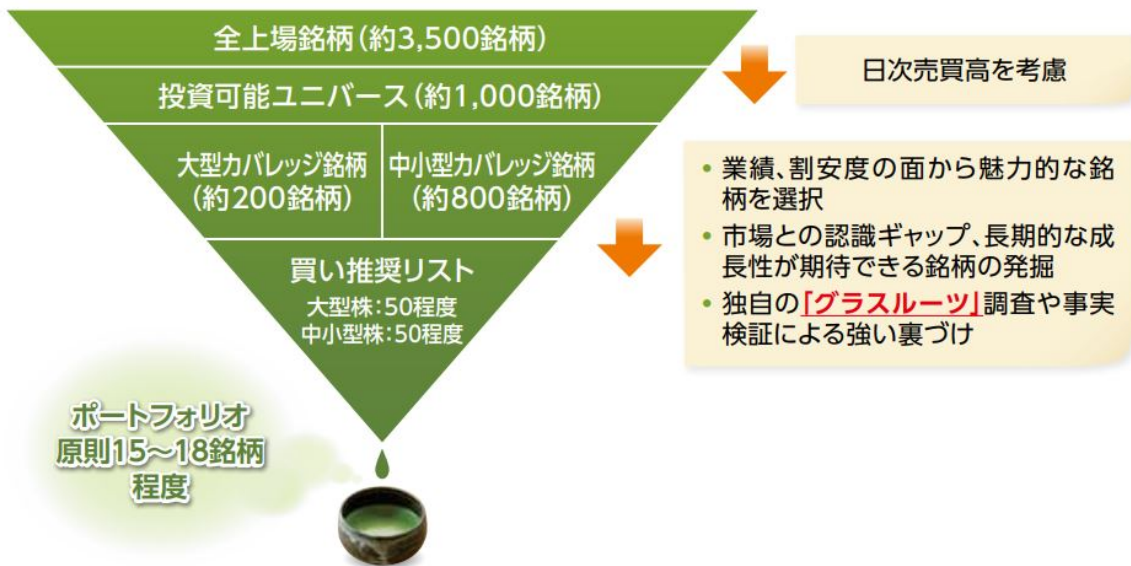 全上場銘柄(約3,500銘柄)
日次売買高を考慮
投資可能ユニバース(約1,000銘柄)
大型カバレッジ銘柄
(約200銘柄)
中小型カバレッジ銘柄
(約800銘柄)
• 業績、割安度の面から魅力的な銘
柄を選択
• 市場との認識ギャップ、長期的な成
長性が期待できる銘柄の発掘
• 独自の「グラスルーツ」調査や事実
検証による強い裏づけ
買い推奨リスト
大型株:50程度
中小型株:50程度
ポートフォリオ
原則15〜18銘柄
程度